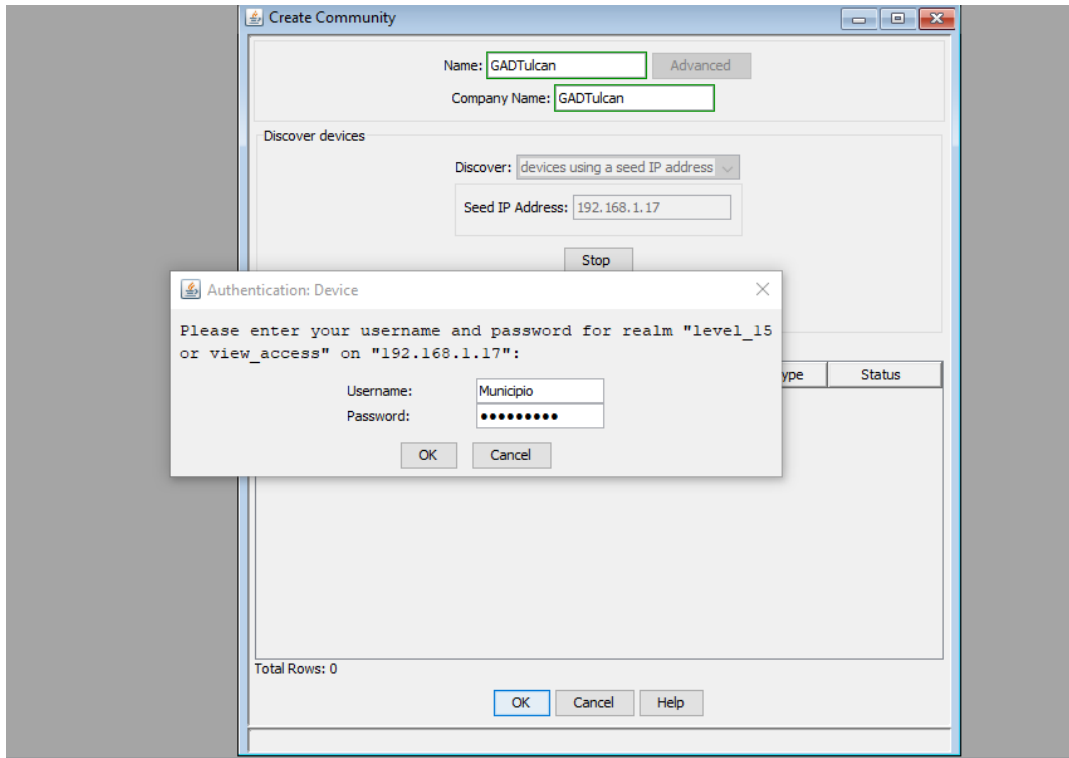 Create Community
Name: GADTulcan Advanced
Company Name: GADTulcan
Discover devices
Discover: devices using a seed IP address
Seed IP Address: 192.168.1.17
Stop
Authentication: Device
Please enter your username and password for realm "level_15
or view_access" on "192.168.1.17":
Username: Municipio
Password: •••••••••
OK Cancel
ype Status
Total Rows: 0
OK Cancel Help